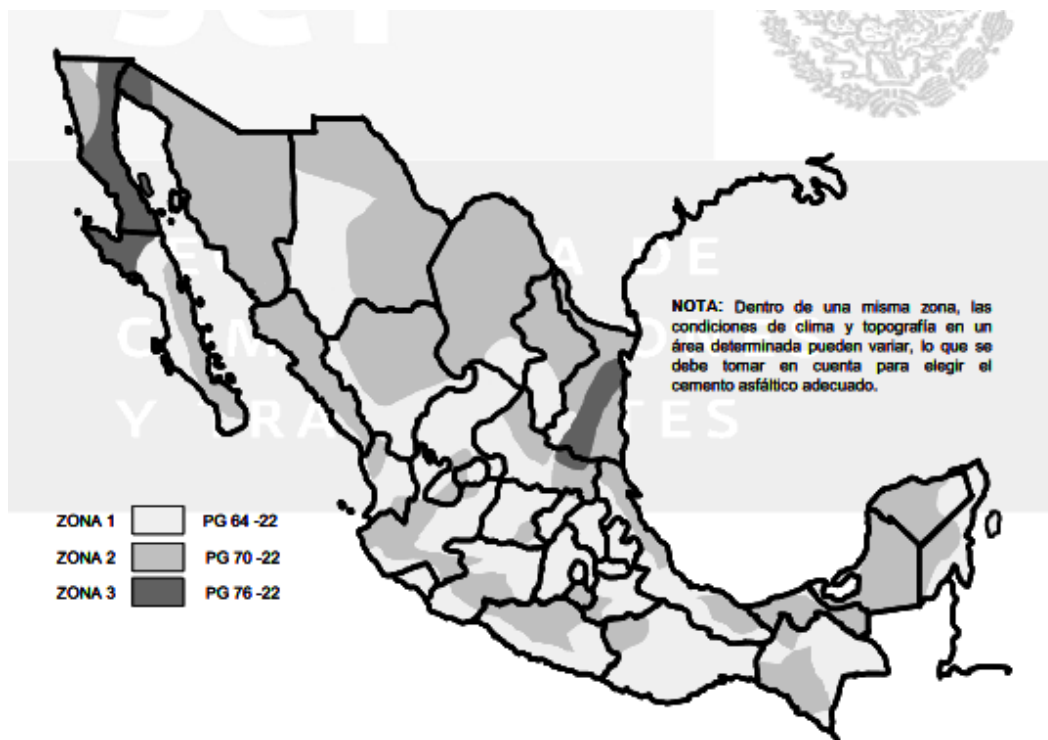 DE
Y
NOTA: Dentro de una misma zona, las
condiciones de clima y topografía en un
área determinada pueden variar, lo que se
debe tomar en cuenta para elegir el
cemento asfáltico adecuado.
ZONA 1 PG 64 -22
ZONA 2 PG 70 -22
ZONA 3 PG 76 -22